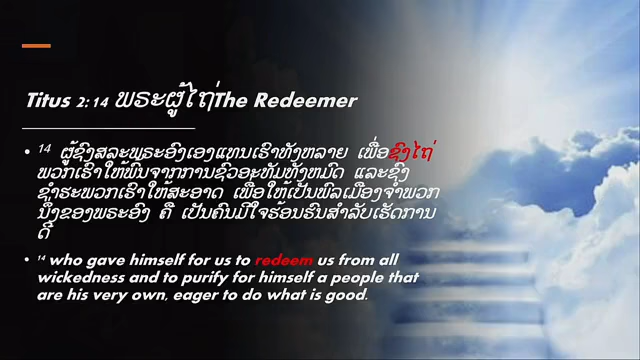 Titus 2:14 ພຣະຜູ້ໄຖ່The Redeemer
• 14 ຜູ້ຊົງສລະພຣະອົງເອງແທນເຮົາທັງຫລາຍ ເພື່ອຊົງໄຖ່
ພວກເຮົາໃຫ້ພົ້ນຈາກການຊົ່ວອະທັມທັງຫມົດ ແລະຊົງ
ຊຳຮະພວກເຮົາໃຫ້ສະອາດ ເພື່ອໃຫ້ເປັນພົລເມືອງຈຳພວກ
ນຶ່ງຂອງພຣະອົງ ຄື ເປັນຄົນມີໃຈຮ້ອນຮົນສຳລັບເຮັດການ
ດີ
• 14 who gave himself for us to redeem us from all
wickedness and to purify for himself a people that
are his very own, eager to do what is good.